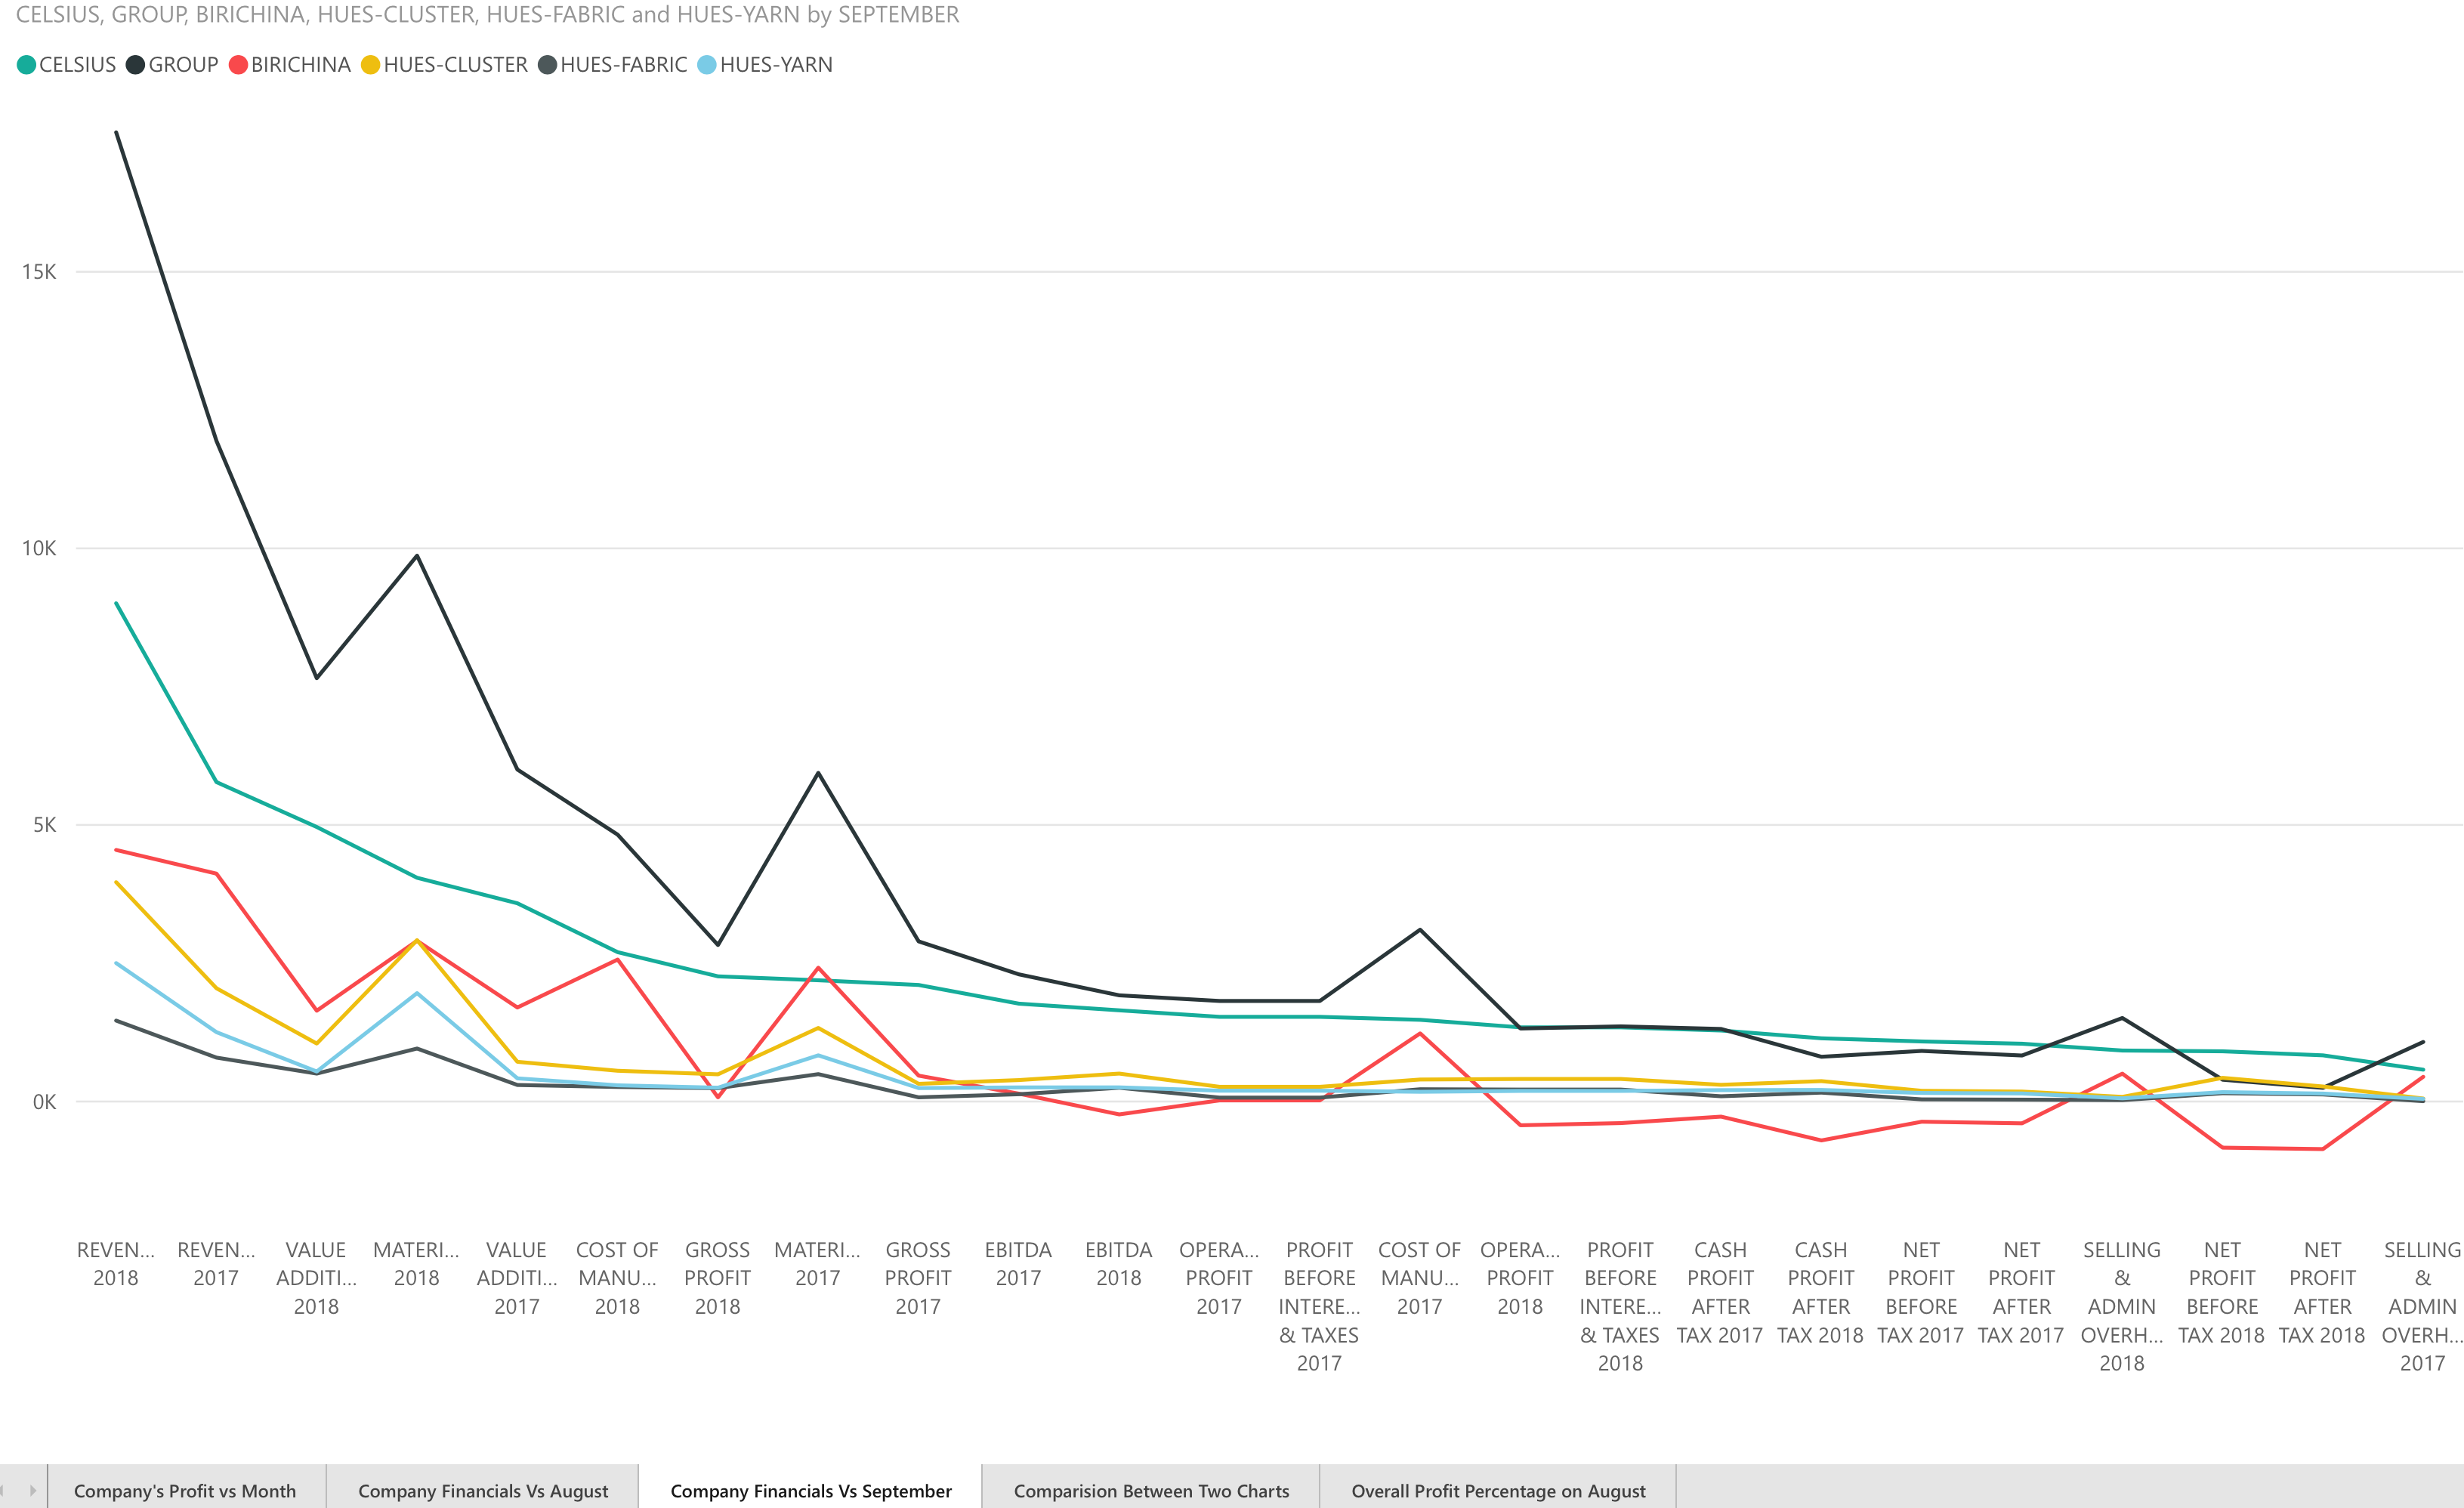 CELSIUS, GROUP, BIRICHINA, HUES-CLUSTER, HUES-FABRIC and HUES-YARN by SEPTEMBER
CELSIUS GROUP BIRICHINA HUES-CLUSTER HUES-FABRIC HUES-YARN
15K
10K
5K
0K
REVEN...
2018
REVEN...
2017
VALUE
ADDITI...
2018
MATERI...
2018
VALUE
ADDITI...
2017
COST OF
MANU...
2018
GROSS
PROFIT
2018
MATERI...
2017
GROSS
PROFIT
2017
EBITDA
2017
EBITDA
2018
OPERA...
PROFIT
2017
PROFIT
BEFORE
INTERE...
& TAXES
2017
COST OF
MANU...
2017
OPERA...
PROFIT
2018
PROFIT
BEFORE
INTERE...
& TAXES
2018
CASH
PROFIT
AFTER
TAX 2017
CASH
PROFIT
AFTER
TAX 2018
NET
PROFIT
BEFORE
TAX 2017
NET
PROFIT
AFTER
TAX 2017
SELLING
&
ADMIN
OVERH...
2018
NET
PROFIT
BEFORE
TAX 2018
NET
PROFIT
AFTER
TAX 2018
SELLING
&
ADMIN
OVERH...
2017
Company's Profit vs Month
Company Financials Vs August
Company Financials Vs September
Comparision Between Two Charts
Overall Profit Percentage on August